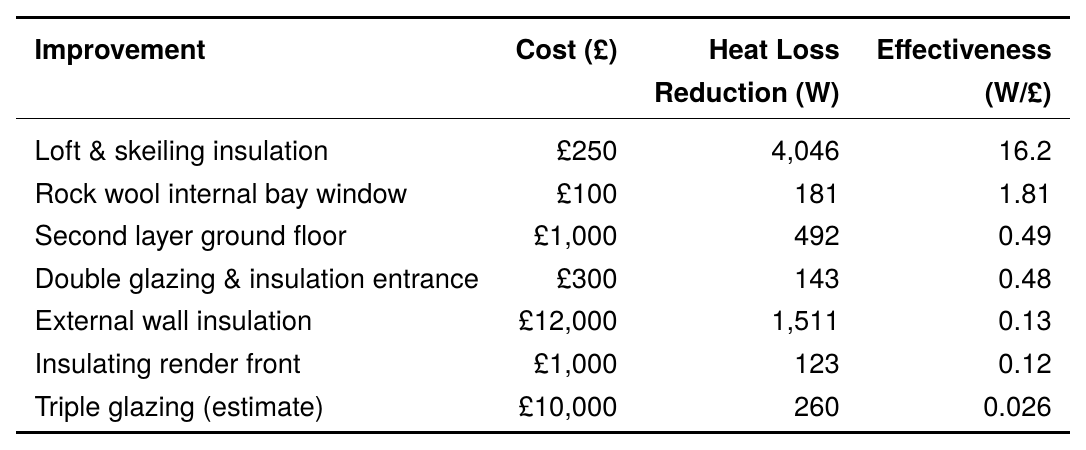 Improvement Cost (£) Heat Loss Effectiveness
Reduction (W) (W/£)
Loft & skeiling insulation £250 4,046 16.2
Rock wool internal bay window £100 181 1.81
Second layer ground floor £1,000 492 0.49
Double glazing & insulation entrance £300 143 0.48
External wall insulation £12,000 1,511 0.13
Insulating render front £1,000 123 0.12
Triple glazing (estimate) £10,000 260 0.026